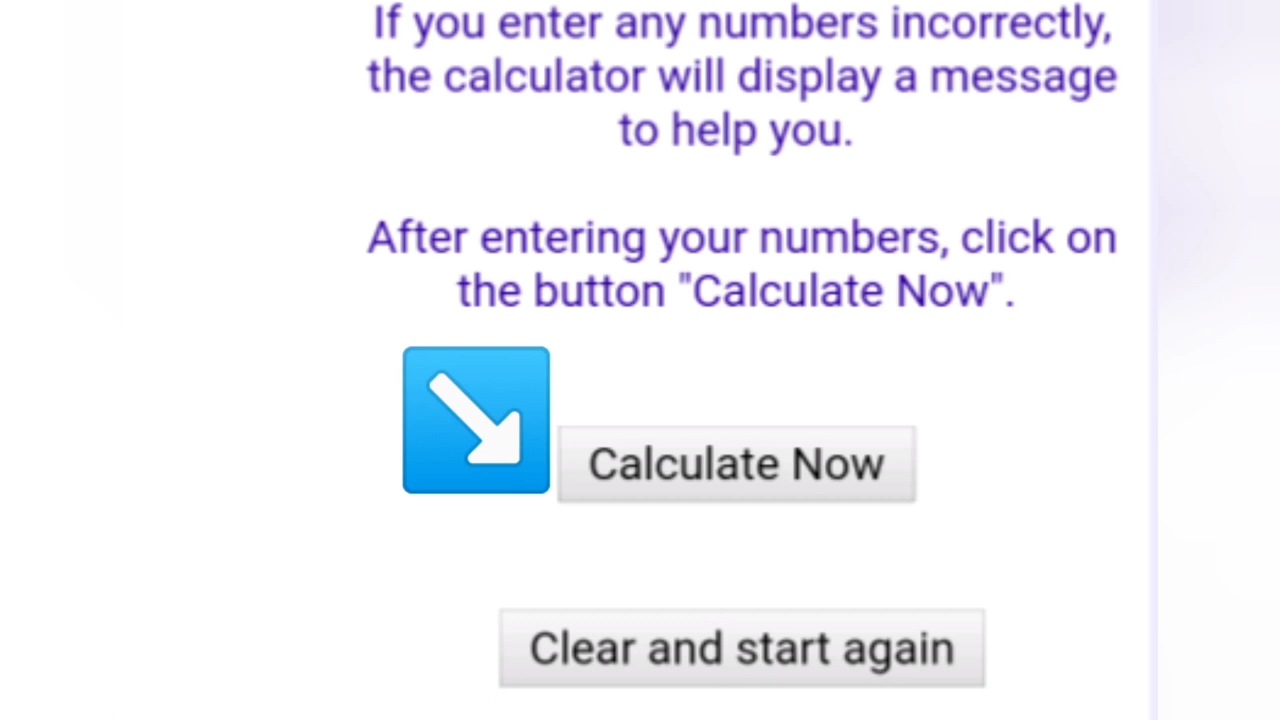 If you enter any numbers incorrectly,
the calculator will display a message
to help you.
After entering your numbers, click on
the button "Calculate Now".
Calculate Now
Clear and start again